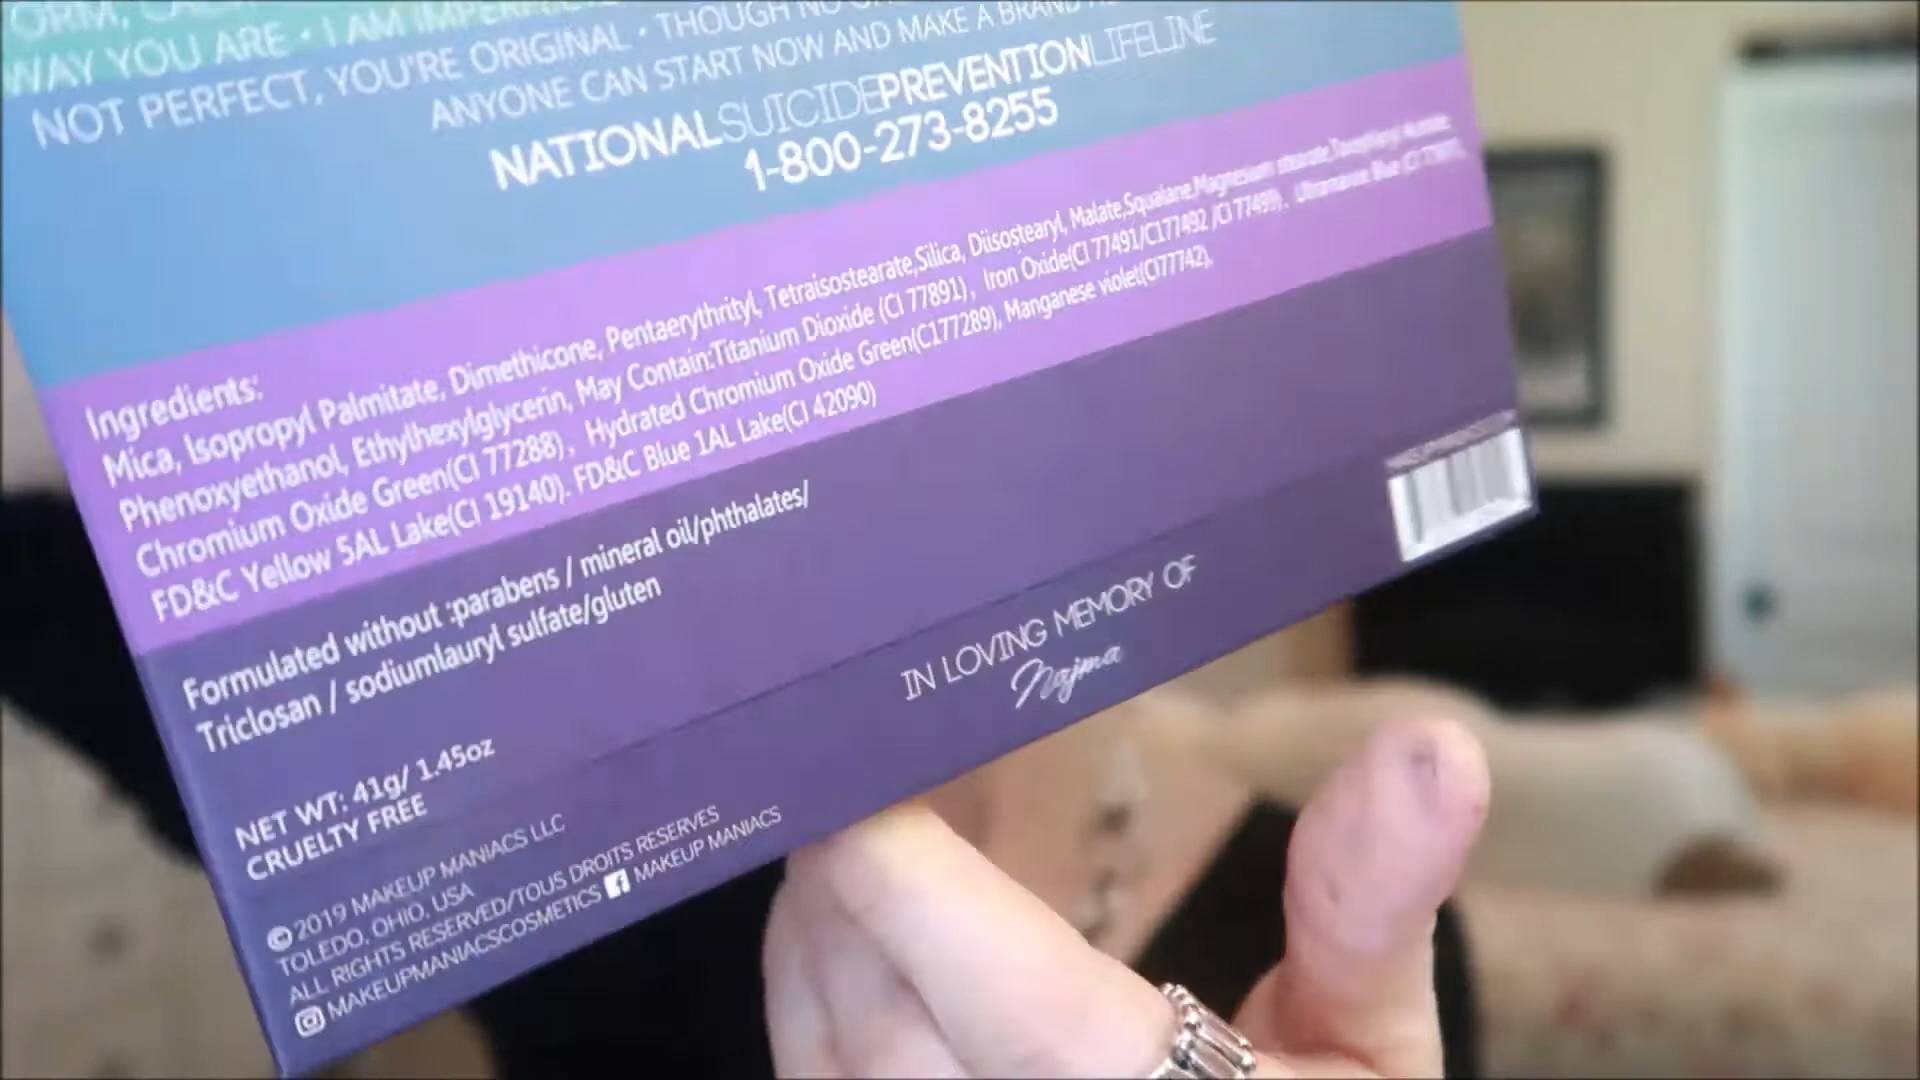 WAY YOU ARE • I AM IMPERFECT
NOT PERFECT, YOU'RE ORIGINAL • THOUGH NO
ANYONE CAN START NOW AND MAKE A BRAND
NATIONALSUICIDEPREVENTIONLIFELINE
1-800-273-8255
Ingredients:
Mica, Isopropyl Palmitate, Dimethicone, Pentaerythrityl, Tetraisostearate,Silica, Diisostearyl, Malate,Squalane,Magnesium stearate,
Phenoxyethanol, Ethylhexylglycerin, May Contain:Titanium Dioxide (CI 77891), Iron Oxide(CI 77491/C177492 /CI 77499), Ultramarine Blue
Chromium Oxide Green(CI 77288), Hydrated Chromium Oxide Green(C177289), Manganese violet(CI77742),
FD&C Yellow 5AL Lake(CI 19140). FD&C Blue 1AL Lake(CI 42090)
Formulated without :parabens / mineral oil/phthalates/
Triclosan / sodiumlauryl sulfate/gluten
IN LOVING MEMORY OF
Najma
NET WT: 41g/ 1.45oz
CRUELTY FREE
©2019 MAKEUP MANIACS LLC
TOLEDO, OHIO, USA
ALL RIGHTS RESERVED/TOUS DROITS RESERVES
MAKEUPMANIACSCOSMETICS MAKEUP MANIACS